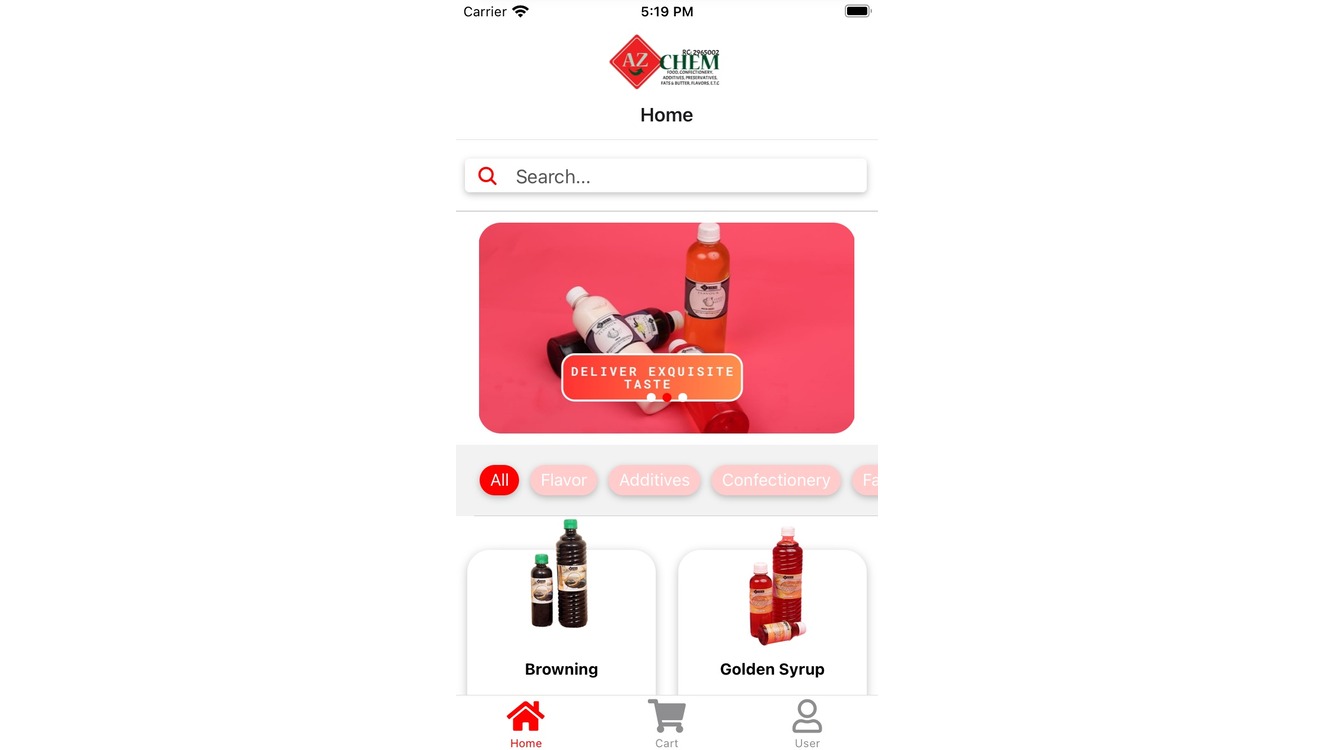 Carrier
5:19 PM
AZ
RC: 2965002
CHEM
FOOD, CONFECTIONERY,
ADDITIVES, PRESERVATIVES,
FATS & BUTTER, FLAVORS, E.T.C
Home
Search...
DELIVER EXQUISITE
TASTE
All Flavor Additives Confectionery Fa
Browning Golden Syrup
Home Cart User